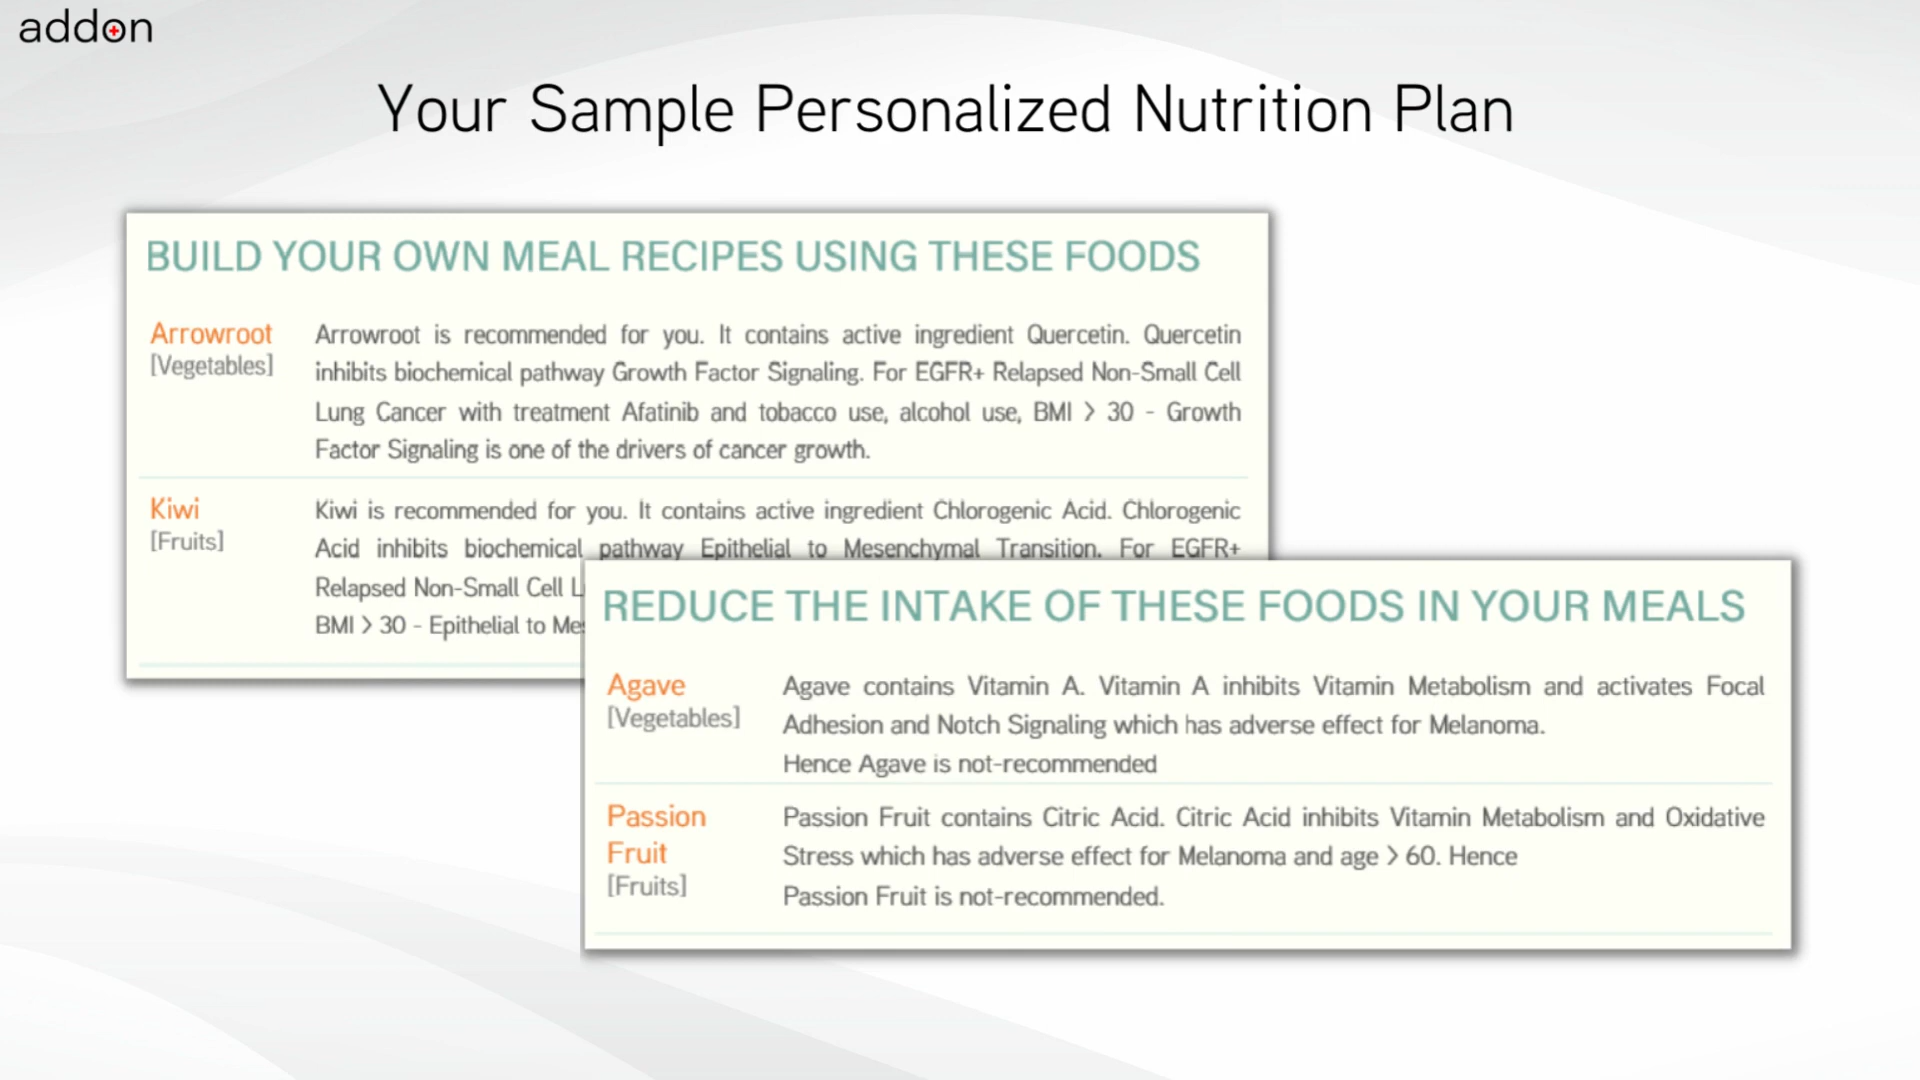 addon
Your Sample Personalized Nutrition Plan
BUILD YOUR OWN MEAL RECIPES USING THESE FOODS
Arrowroot
[Vegetables]
Arrowroot is recommended for you. It contains active ingredient Quercetin. Quercetin
inhibits biochemical pathway Growth Factor Signaling. For EGFR+ Relapsed Non-Small Cell
Lung Cancer with treatment Afatinib and tobacco use, alcohol use, BMI > 30 - Growth
Factor Signaling is one of the drivers of cancer growth.
Kiwi
[Fruits]
Kiwi is recommended for you. It contains active ingredient Chlorogenic Acid. Chlorogenic
Acid inhibits biochemical pathway Epithelial to Mesenchymal Transition. For EGFR+
Relapsed Non-Small Cell L
BMI > 30 - Epithelial to Mes
REDUCE THE INTAKE OF THESE FOODS IN YOUR MEALS
Agave
[Vegetables]
Agave contains Vitamin A. Vitamin A inhibits Vitamin Metabolism and activates Focal
Adhesion and Notch Signaling which has adverse effect for Melanoma.
Hence Agave is not-recommended
Passion
Fruit
[Fruits]
Passion Fruit contains Citric Acid. Citric Acid inhibits Vitamin Metabolism and Oxidative
Stress which has adverse effect for Melanoma and age > 60. Hence
Passion Fruit is not-recommended.